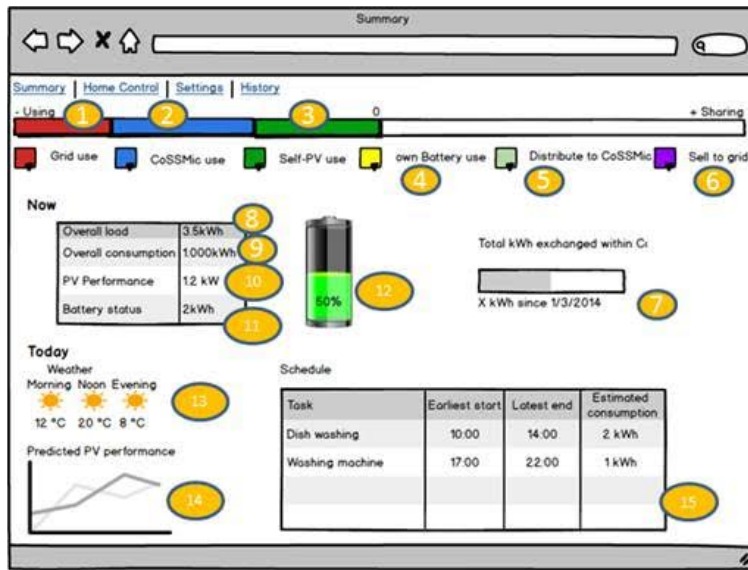 Summary
Summary | Home Control | Settings | History
- Using 1 2 3 0 + Sharing
Grid use CoSSMic use Self-PV use own Battery use Distribute to CoSSMic Sell to grid
4 5 6
Now
8
Overall load 3.5kWh
9
Overall consumption 1.000kWh
PV Performance 1.2 kW 10
Battery status 2kWh
11
50%
12
Total kWh exchanged within Co
X kWh since 1/3/2014
7
Today
Weather
Morning Noon Evening
12 °C 20 °C 8 °C
13
Predicted PV performance
14
Schedule
Task Earliest start Latest end Estimated consumption
Dish washing 10:00 14:00 2 kWh
Washing machine 17:00 22:00 1 kWh
15